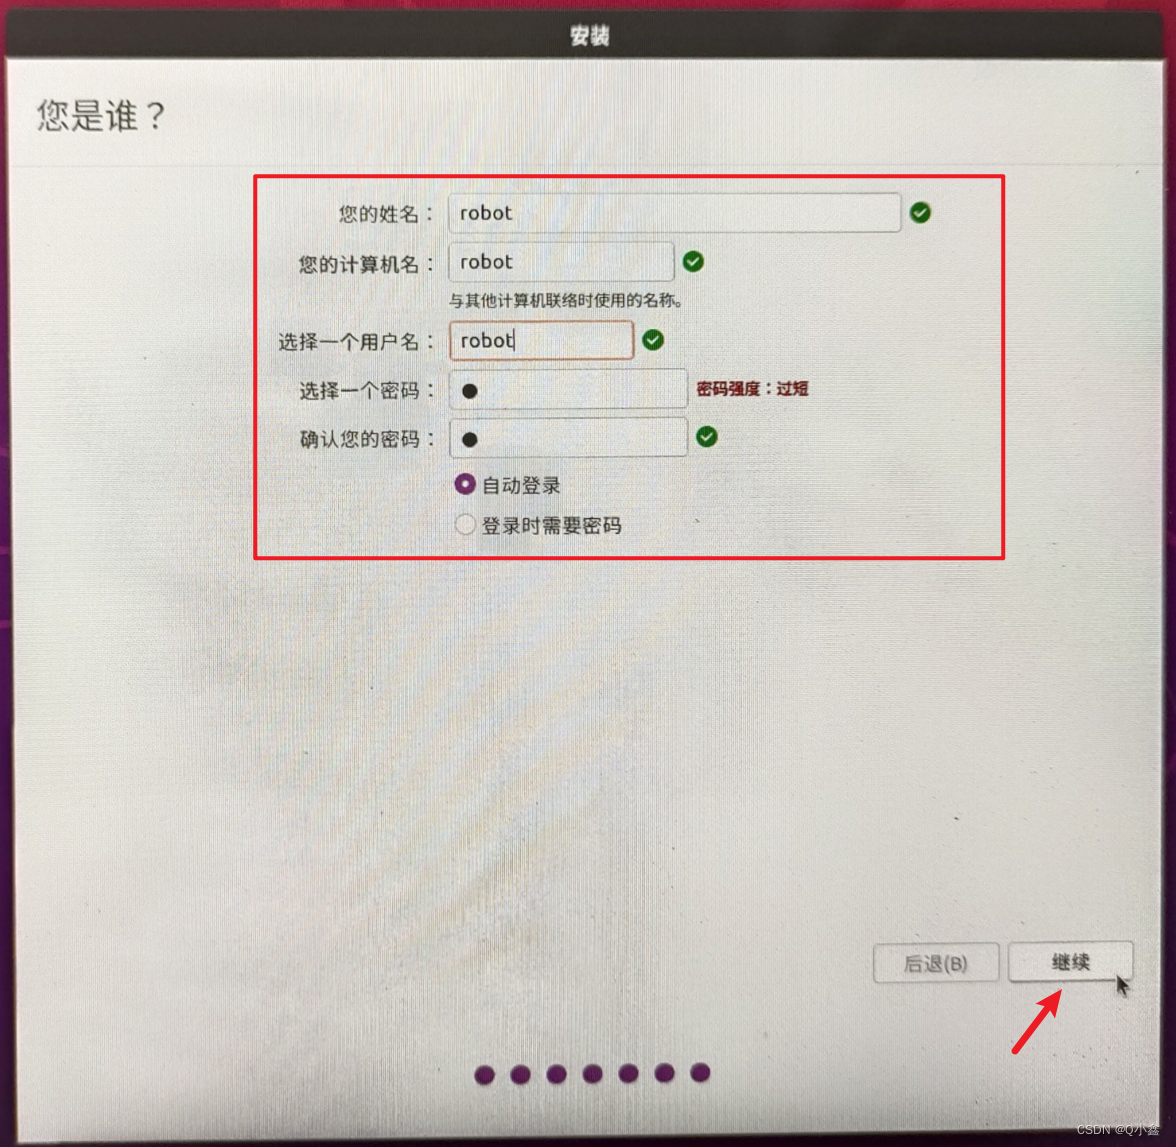 安装
您是谁？
您的姓名： robot
您的计算机名： robot
与其他计算机联络时使用的名称。
选择一个用户名： robot
选择一个密码： ● 密码强度：过短
确认您的密码： ●
自动登录
登录时需要密码
后退(B) 继续
CSDN @Q小鑫